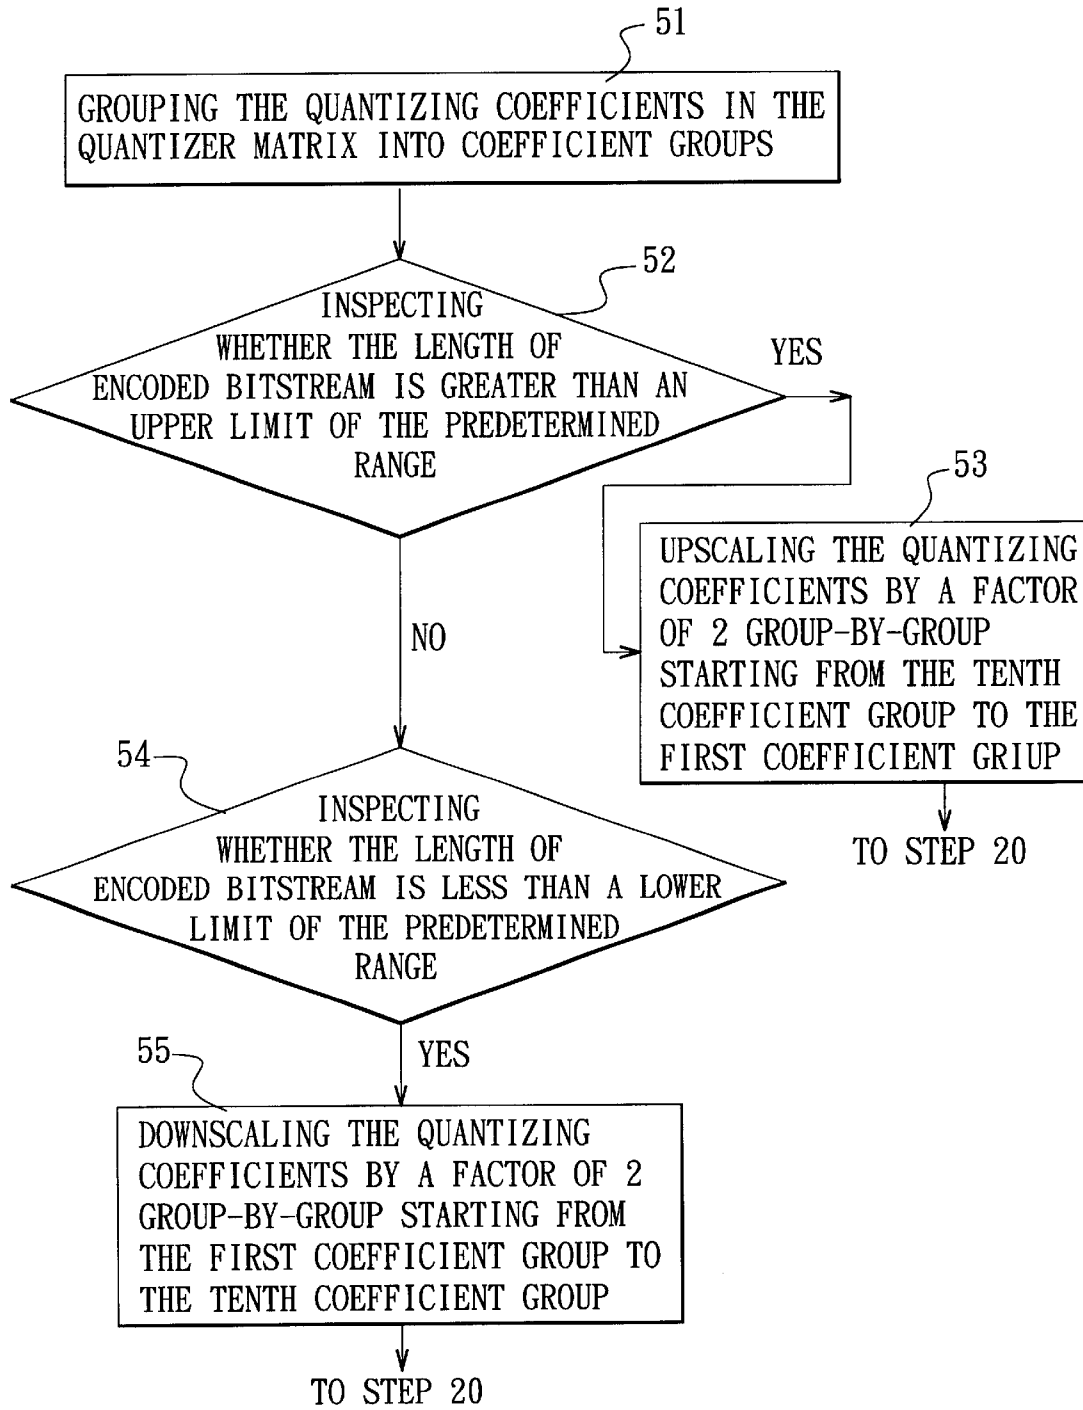 51
GROUPING THE QUANTIZING COEFFICIENTS IN THE
QUANTIZER MATRIX INTO COEFFICIENT GROUPS
52
INSPECTING
WHETHER THE LENGTH OF
ENCODED BITSTREAM IS GREATER THAN AN
UPPER LIMIT OF THE PREDETERMINED
RANGE
YES
53
UPSCALING THE QUANTIZING
COEFFICIENTS BY A FACTOR
OF 2 GROUP-BY-GROUP
STARTING FROM THE TENTH
COEFFICIENT GROUP TO THE
FIRST COEFFICIENT GRIUP
TO STEP 20
NO
54
INSPECTING
WHETHER THE LENGTH OF
ENCODED BITSTREAM IS LESS THAN A LOWER
LIMIT OF THE PREDETERMINED
RANGE
YES
55
DOWNSCALING THE QUANTIZING
COEFFICIENTS BY A FACTOR OF 2
GROUP-BY-GROUP STARTING FROM
THE FIRST COEFFICIENT GROUP TO
THE TENTH COEFFICIENT GROUP
TO STEP 20